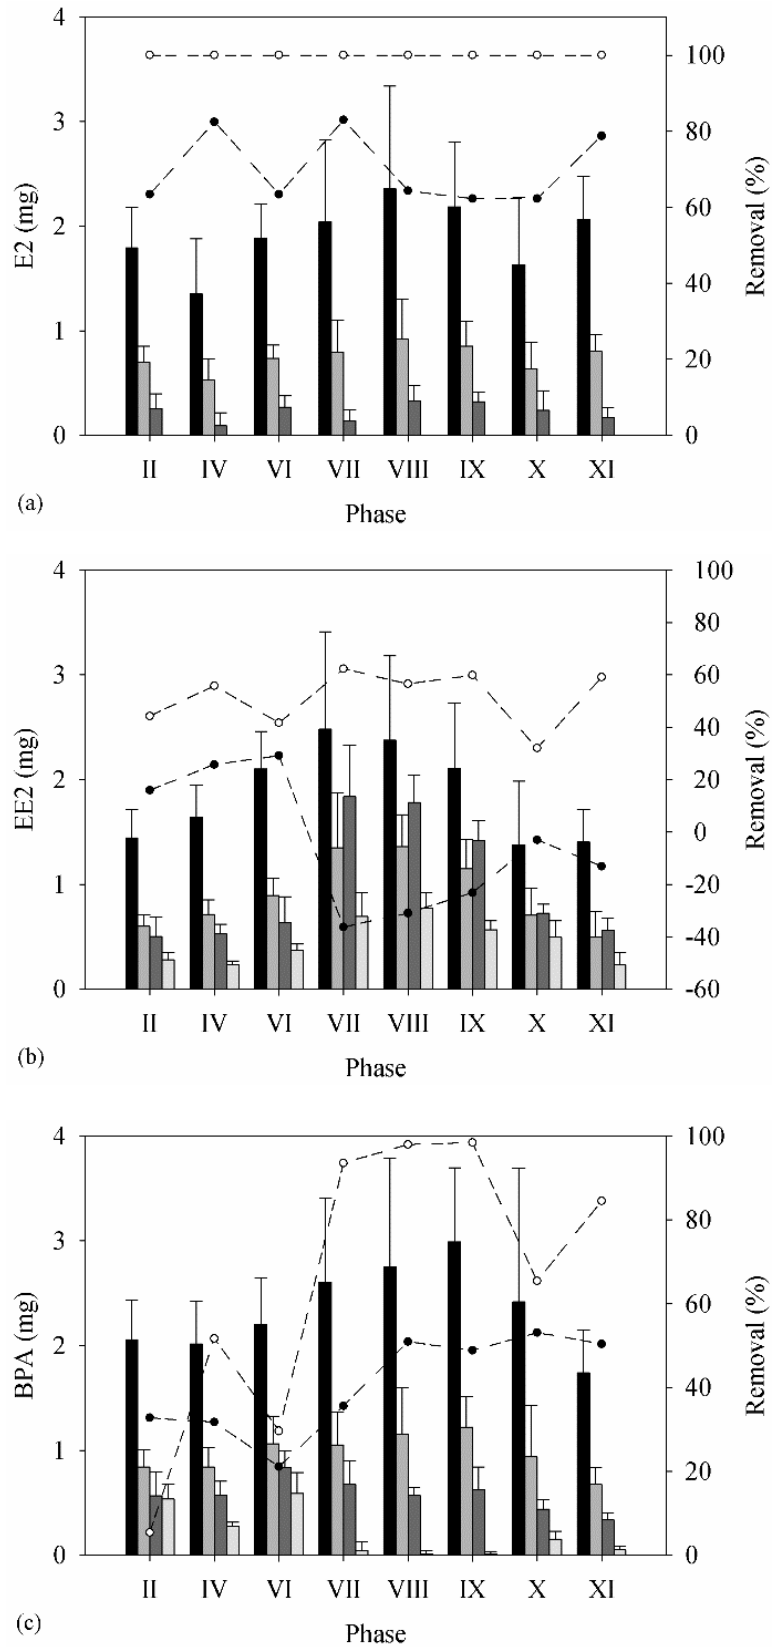 4
3
2
1
0
E2 (mg)
100
80
60
40
20
0
Removal (%)
II IV VI VII VIII IX X XI
Phase
(a)
4
3
2
1
0
EE2 (mg)
100
80
60
40
20
0
-20
-40
-60
Removal (%)
II IV VI VII VIII IX X XI
Phase
(b)
4
3
2
1
0
BPA (mg)
100
80
60
40
20
0
Removal (%)
II IV VI VII VIII IX X XI
Phase
(c)